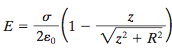 E = σ/2ε₀ (1 − z/√z² + R²)